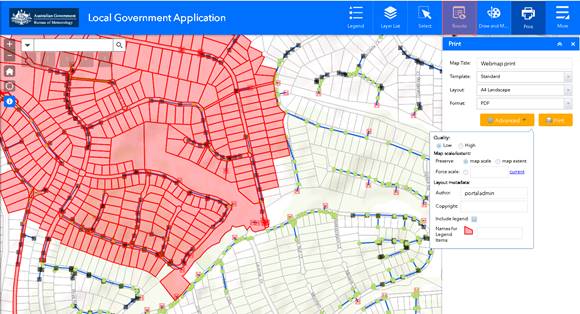 Australian Government
Bureau of Meteorology
Local Government Application
Legend
Layer List
Select
Results
Draw and M...
Print
More
Print
Map Title: Webmap print
Template: Standard
Layout: A4 Landscape
Format: PDF
Advanced
Print
Quality:
Low High
Map scale/extent:
Preserve: map scale map extent
Force scale: current
Layout metadata:
Author: portaladmin
Copyright:
Include legend:
Names for
Legend
Items